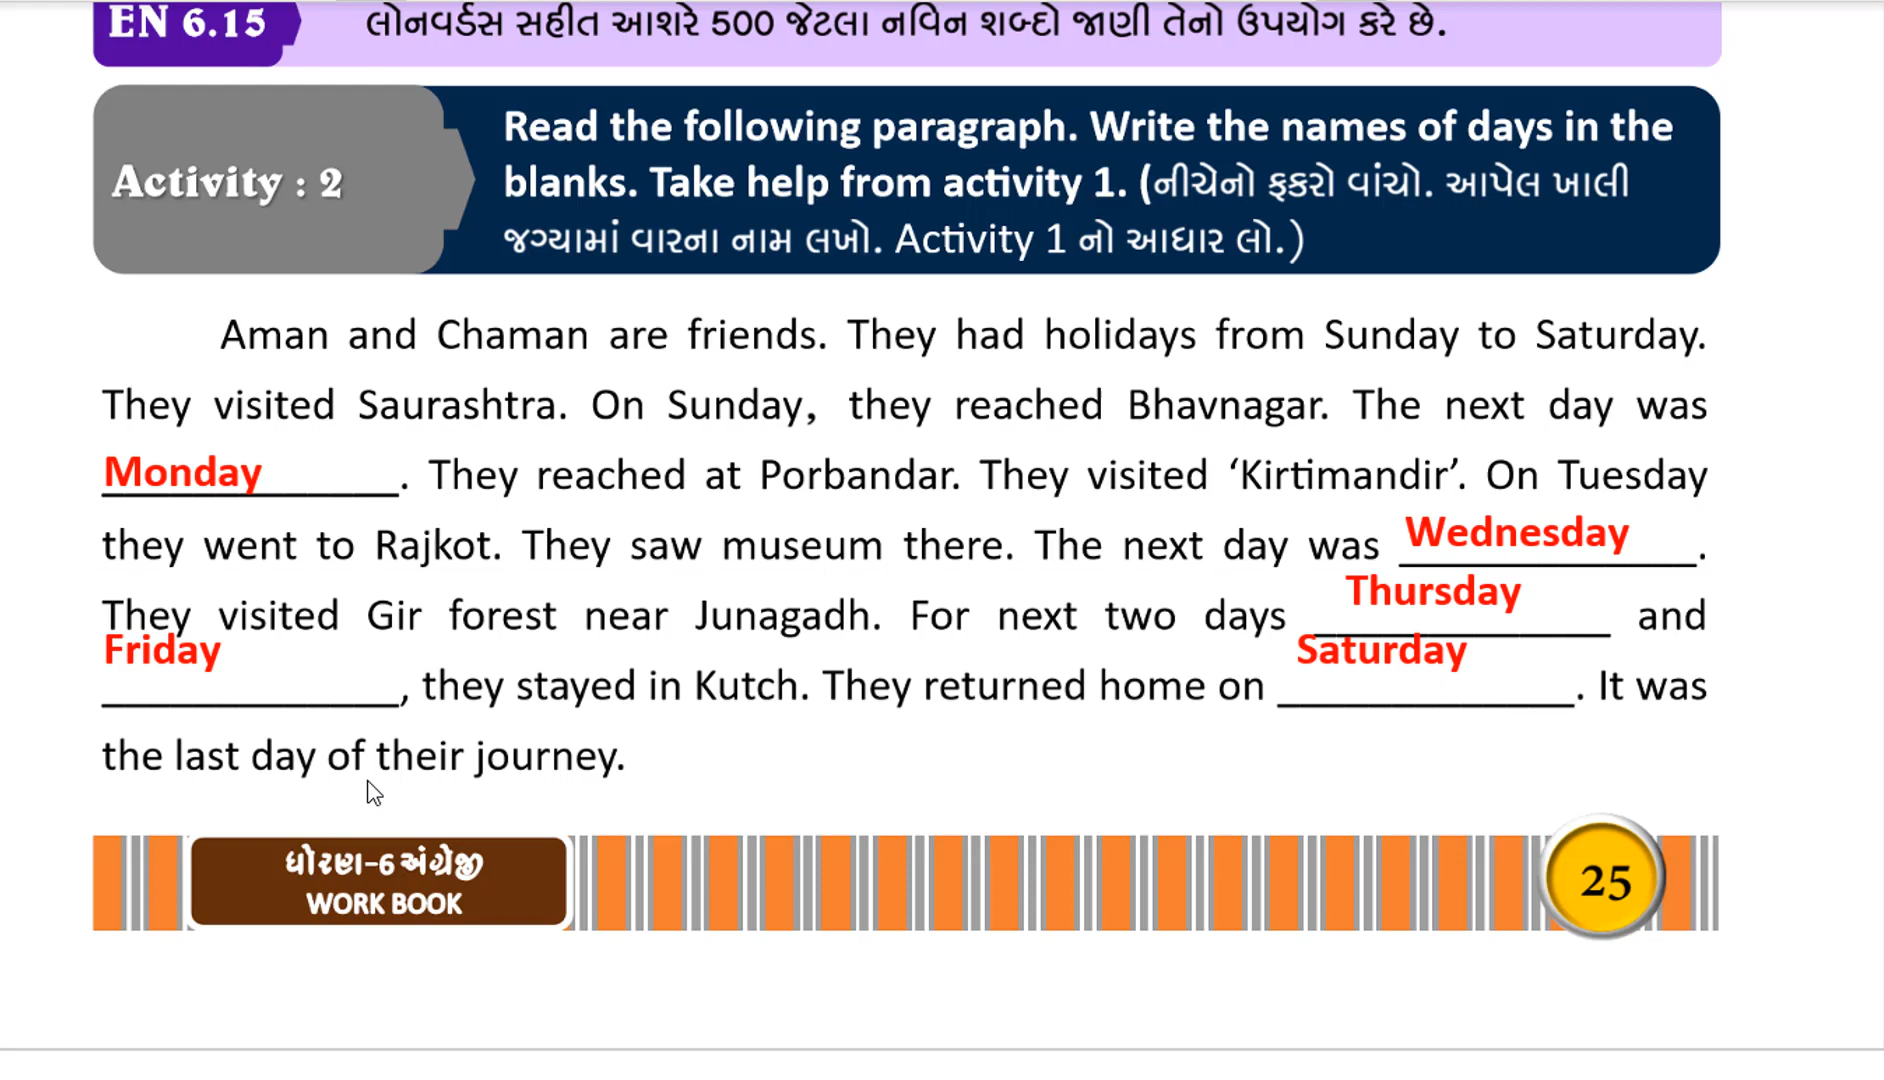 EN 6.15 લોનવર્ડસ સહીત આશરે 500 જેટલા નવિન શબ્દો જાણી તેનો ઉપયોગ કરે છે.
Activity : 2
Read the following paragraph. Write the names of days in the
blanks. Take help from activity 1. (નીચેનો ફકરો વાંચો. આપેલ ખાલી
જગ્યામાં વારના નામ લખો. Activity 1 નો આધાર લો.)
Aman and Chaman are friends. They had holidays from Sunday to Saturday.
They visited Saurashtra. On Sunday, they reached Bhavnagar. The next day was
Monday. They reached at Porbandar. They visited ‘Kirtimandir’. On Tuesday
they went to Rajkot. They saw museum there. The next day was Wednesday.
They visited Gir forest near Junagadh. For next two days Thursday and
Friday, they stayed in Kutch. They returned home on Saturday. It was
the last day of their journey.
ધોરણ-6 અંગ્રેજી
WORK BOOK
25